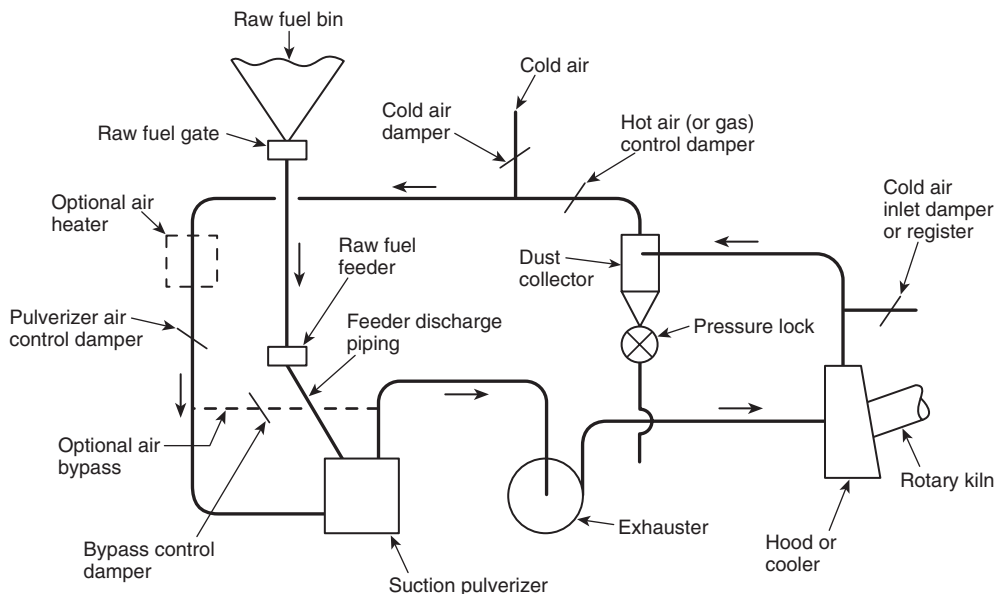 Raw fuel bin
Cold air
Cold air
damper
Hot air (or gas)
control damper
Raw fuel gate
Cold air
inlet damper
or register
Optional air
heater
Raw fuel
feeder
Dust
collector
Pulverizer air
control damper
Feeder discharge
piping
Pressure lock
Optional air
bypass
Rotary kiln
Exhauster
Bypass control
damper
Hood or
cooler
Suction pulverizer